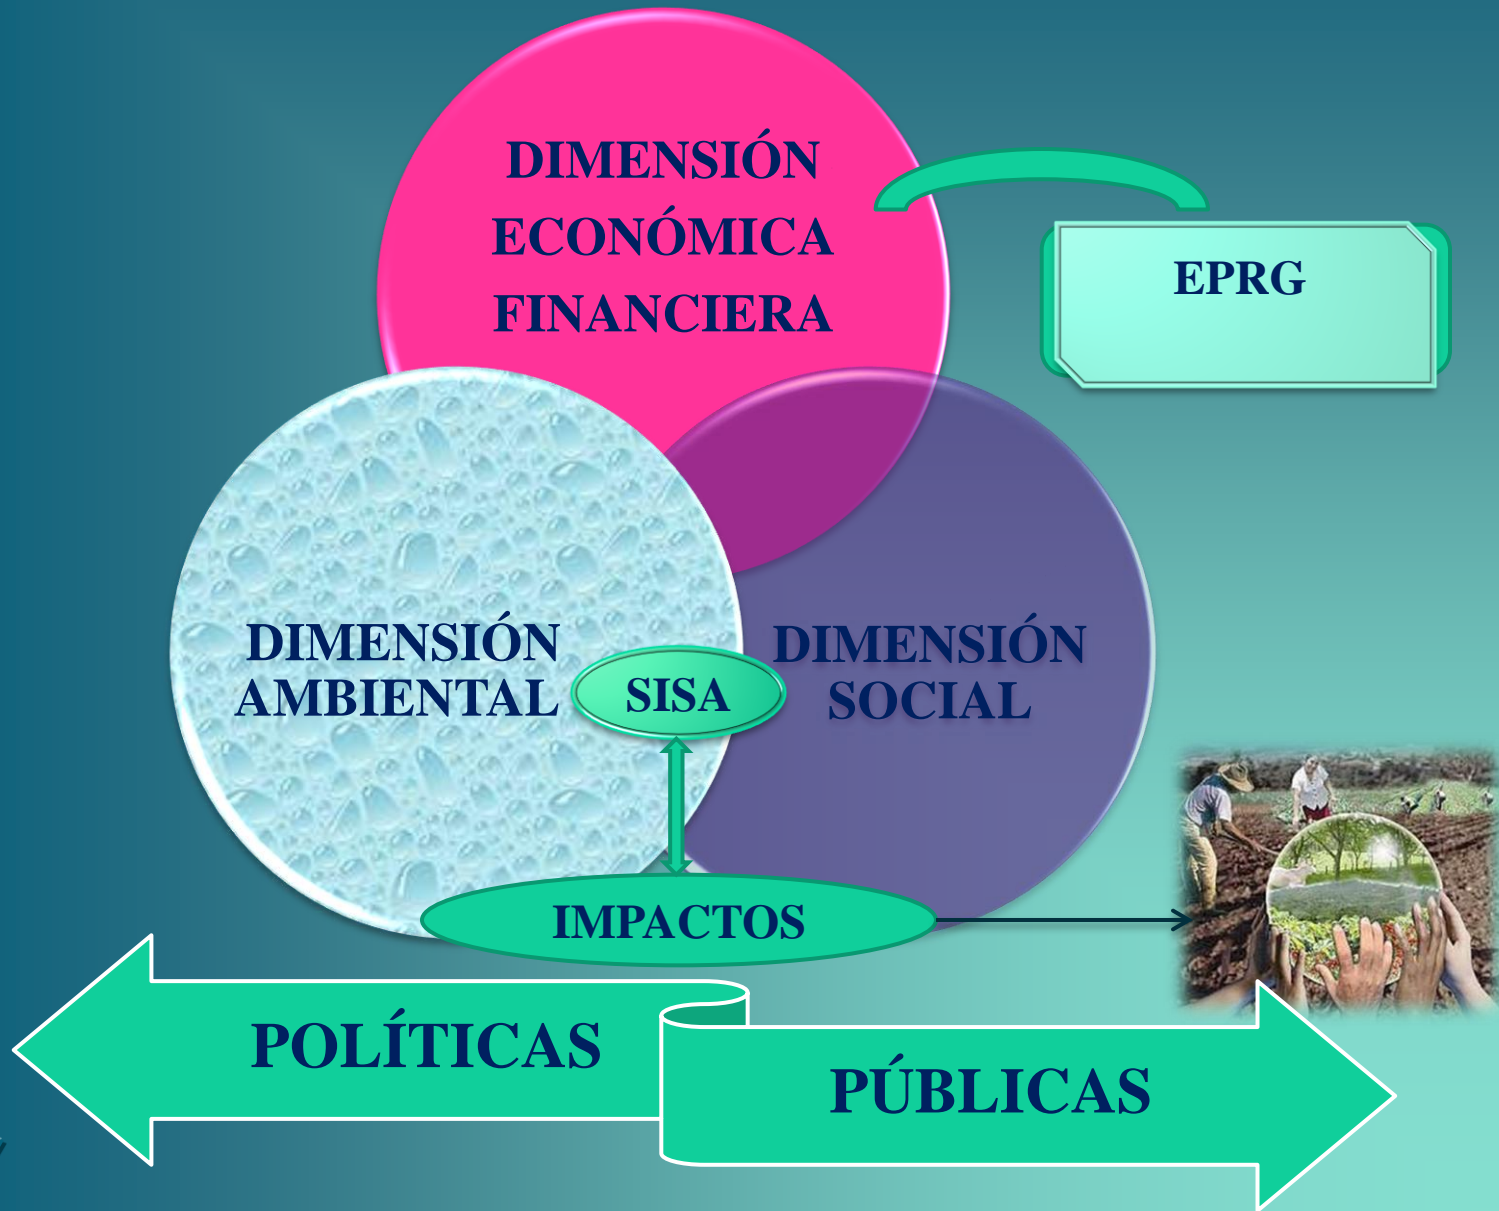 DIMENSIÓN
ECONÓMICA
FINANCIERA
EPRG
DIMENSIÓN
AMBIENTAL
SISA
DIMENSIÓN
SOCIAL
IMPACTOS
POLÍTICAS
PÚBLICAS